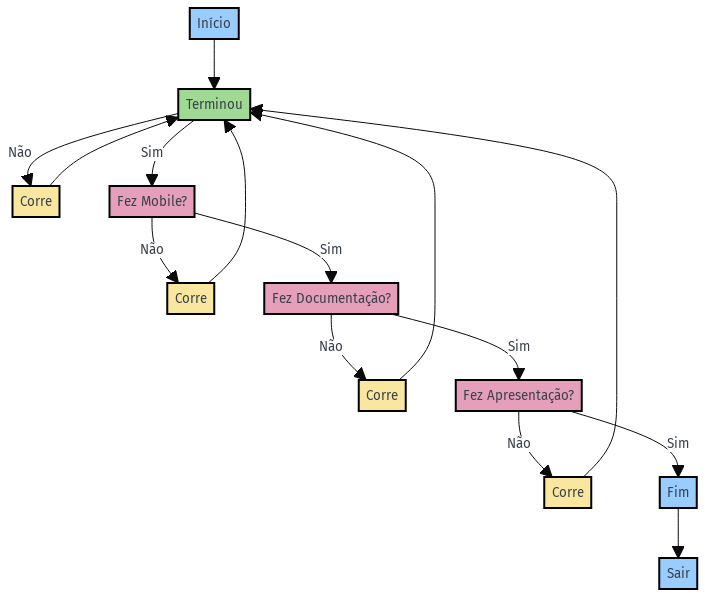 Início
Terminou
Não
Sim
Corre
Fez Mobile?
Não
Sim
Corre
Fez Documentação?
Não
Sim
Corre
Fez Apresentação?
Não
Sim
Corre
Fim
Sair